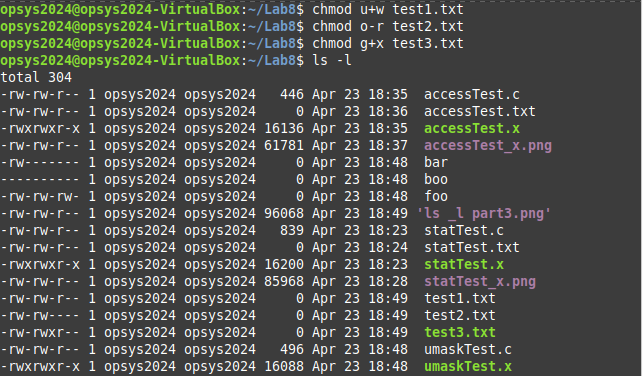 opsys2024@opsys2024-VirtualBox:~/Lab8$ chmod u+w test1.txt
opsys2024@opsys2024-VirtualBox:~/Lab8$ chmod o-r test2.txt
opsys2024@opsys2024-VirtualBox:~/Lab8$ chmod g+x test3.txt
opsys2024@opsys2024-VirtualBox:~/Lab8$ ls -l
total 304
-rw-rw-r-- 1 opsys2024 opsys2024   446 Apr 23 18:35  accessTest.c
-rw-rw-r-- 1 opsys2024 opsys2024     0 Apr 23 18:36  accessTest.txt
-rwxrwxr-x 1 opsys2024 opsys2024 16136 Apr 23 18:35  accessTest.x
-rw-rw-r-- 1 opsys2024 opsys2024 61781 Apr 23 18:37  accessTest_x.png
-rw------- 1 opsys2024 opsys2024     0 Apr 23 18:48  bar
---------- 1 opsys2024 opsys2024     0 Apr 23 18:48  boo
-rw-rw-rw- 1 opsys2024 opsys2024     0 Apr 23 18:48  foo
-rw-rw-r-- 1 opsys2024 opsys2024 96068 Apr 23 18:49 'ls _l part3.png'
-rw-rw-r-- 1 opsys2024 opsys2024   839 Apr 23 18:23  statTest.c
-rw-rw-r-- 1 opsys2024 opsys2024     0 Apr 23 18:24  statTest.txt
-rwxrwxr-x 1 opsys2024 opsys2024 16200 Apr 23 18:23  statTest.x
-rw-rw-r-- 1 opsys2024 opsys2024 85968 Apr 23 18:28  statTest_x.png
-rw-rw-r-- 1 opsys2024 opsys2024     0 Apr 23 18:49  test1.txt
-rw-rw---- 1 opsys2024 opsys2024     0 Apr 23 18:49  test2.txt
-rw-rwxr-- 1 opsys2024 opsys2024     0 Apr 23 18:49  test3.txt
-rw-rw-r-- 1 opsys2024 opsys2024   496 Apr 23 18:48  umaskTest.c
-rwxrwxr-x 1 opsys2024 opsys2024 16088 Apr 23 18:48  umaskTest.x